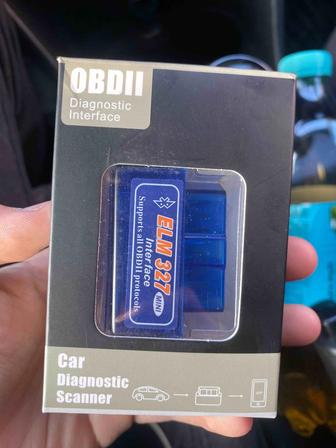 OBDII
Diagnostic
Interface
ELM 327
MINI
Interface
Supports all OBDII protocols
Car
Diagnostic
Scanner